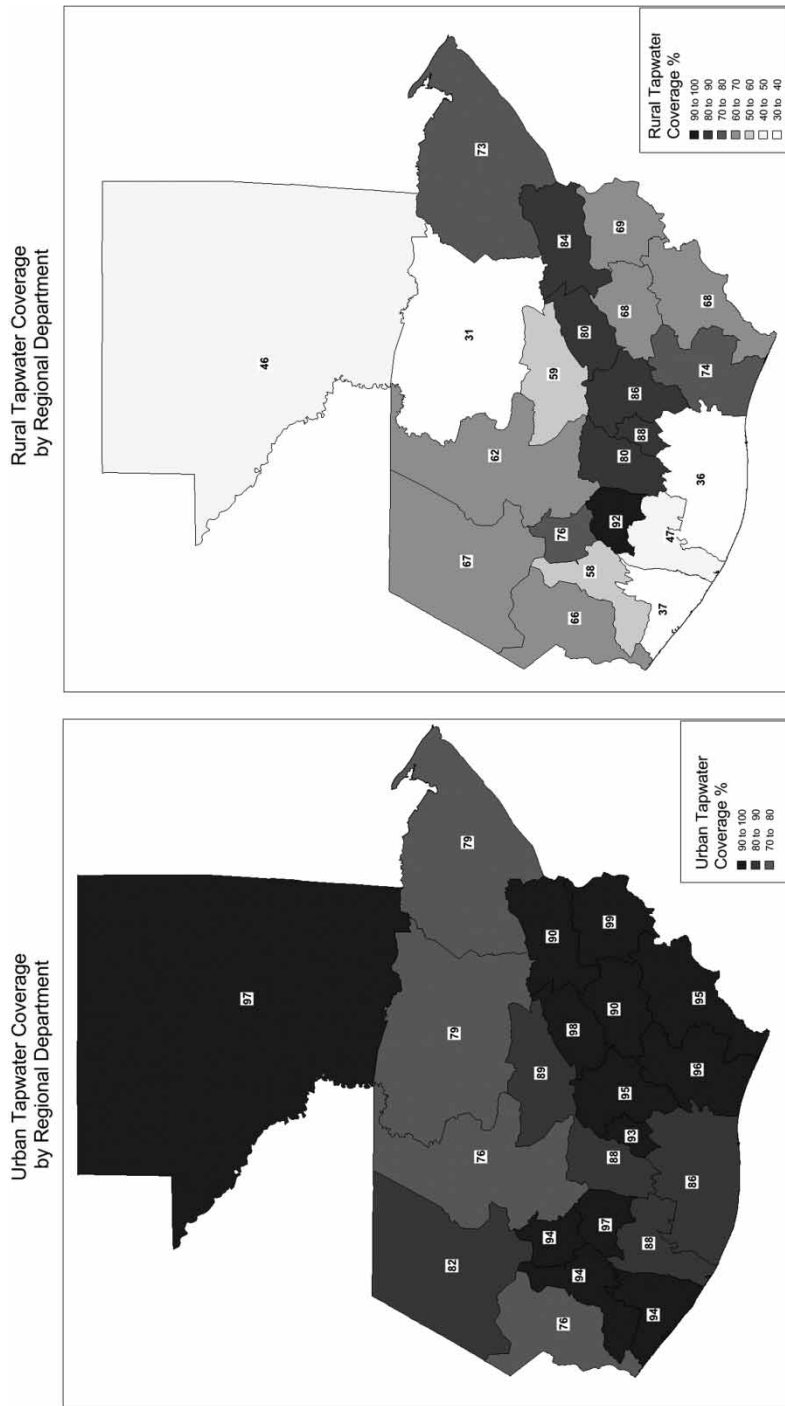 Urban Tapwater Coverage
by Regional Department
97
82
76
79
79
89
94
90
76
98
94
97
88
95
90
99
93
88
94
86
96
95
Urban Tapwater
Coverage %
90 to 100
80 to 90
70 to 80
Rural Tapwater Coverage
by Regional Department
46
67
62
31
73
59
76
84
66
80
58
92
80
86
68
69
88
37
47
36
74
68
Rural Tapwater
Coverage %
90 to 100
80 to 90
70 to 80
60 to 70
50 to 60
40 to 50
30 to 40